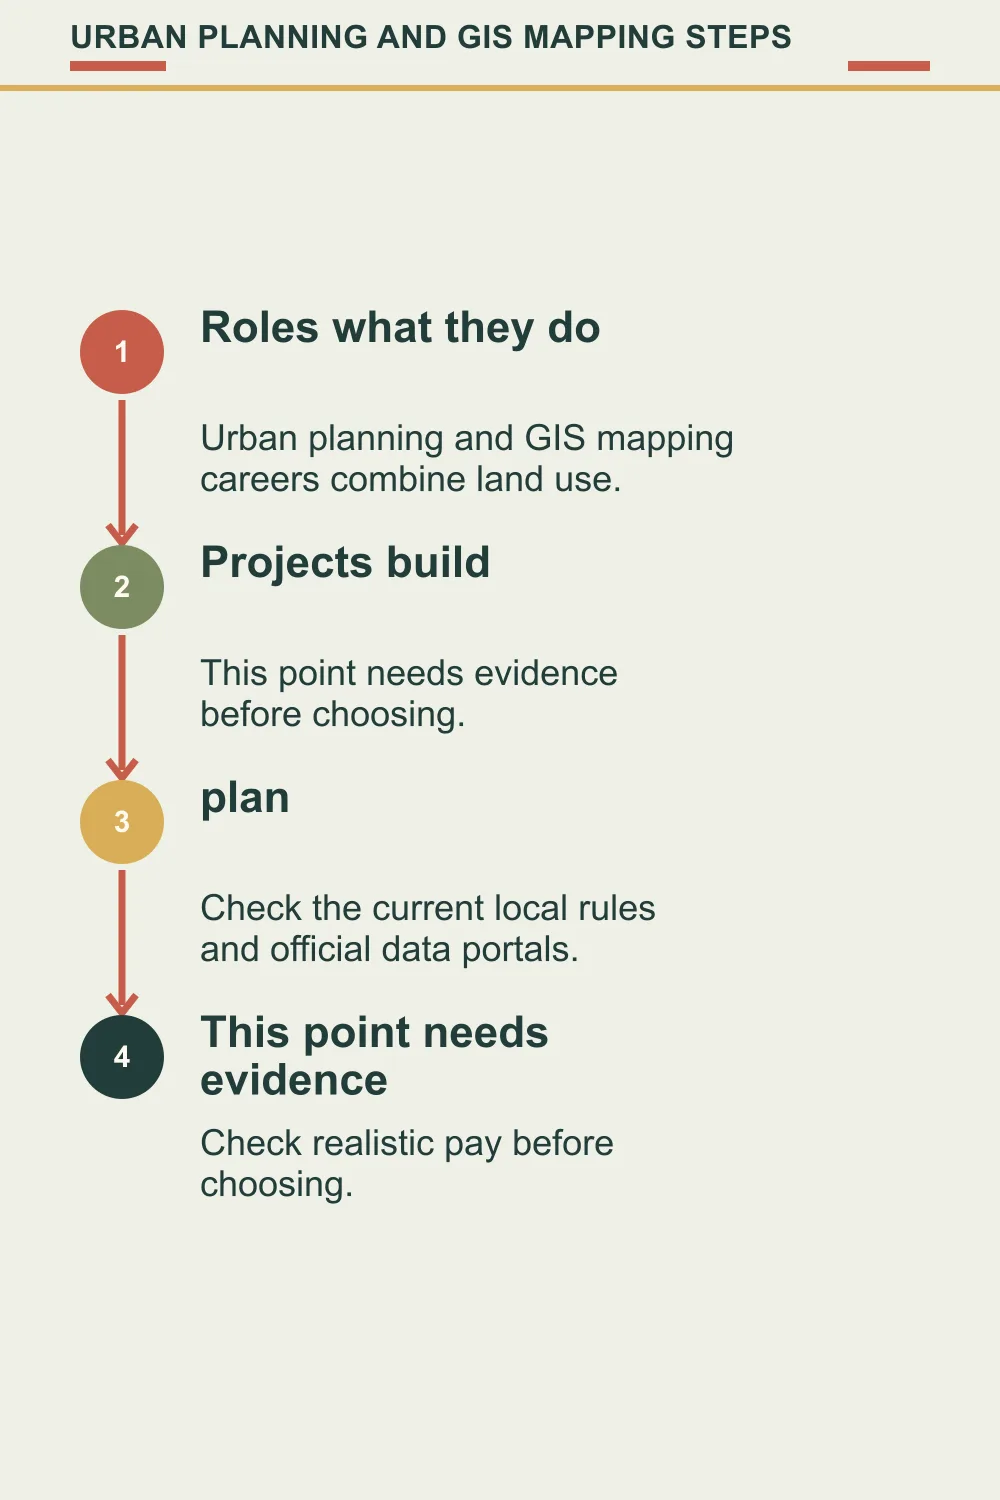 URBAN PLANNING AND GIS MAPPING STEPS
1
Roles what they do
Urban planning and GIS mapping
careers combine land use.
2
Projects build
This point needs evidence
before choosing.
3
plan
Check the current local rules
and official data portals.
4
This point needs
evidence
Check realistic pay before
choosing.